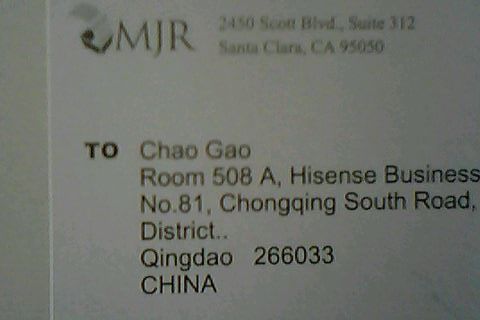 MJR
2450 Scott Blvd., Suite 312
Santa Clara, CA 95050
TO
Chao Gao
Room 508 A, Hisense Business
No.81, Chongqing South Road,
District..
Qingdao 266033
CHINA